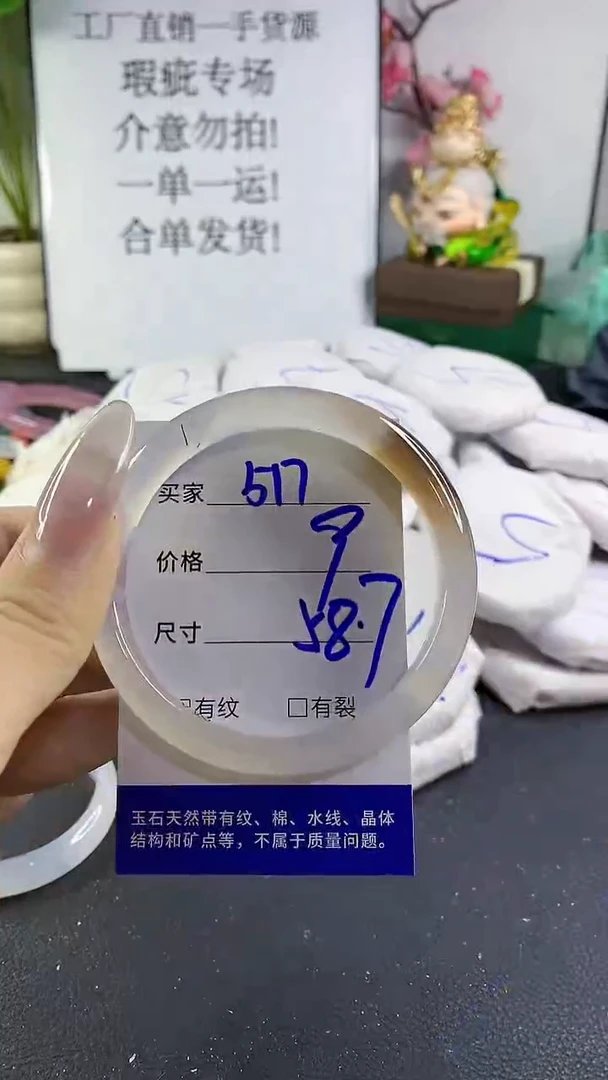 工厂直销一手货源
瑕疵专场
介意勿拍!
一单一运!
合单发货!
买家 517
价格 9
尺寸 58.7
□有纹 □有裂
玉石天然带有纹、棉、水线、晶体
结构和矿点等，不属于质量问题。